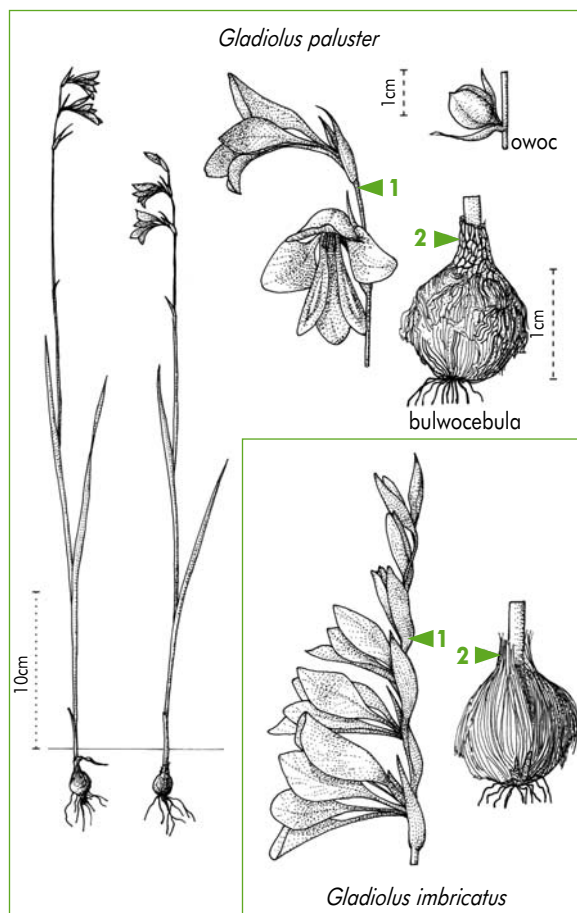 Gladiolus paluster
1cm
owoc
1
2
1cm
bulwocebula
10cm
1
2
Gladiolus imbricatus